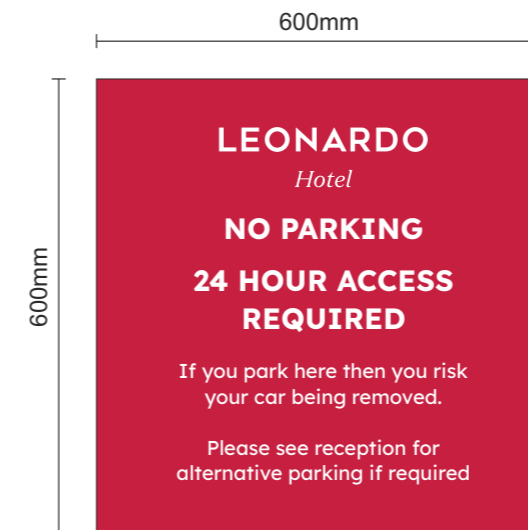 600mm
600mm
LEONARDO
Hotel
NO PARKING
24 HOUR ACCESS
REQUIRED
If you park here then you risk
your car being removed.
Please see reception for
alternative parking if required